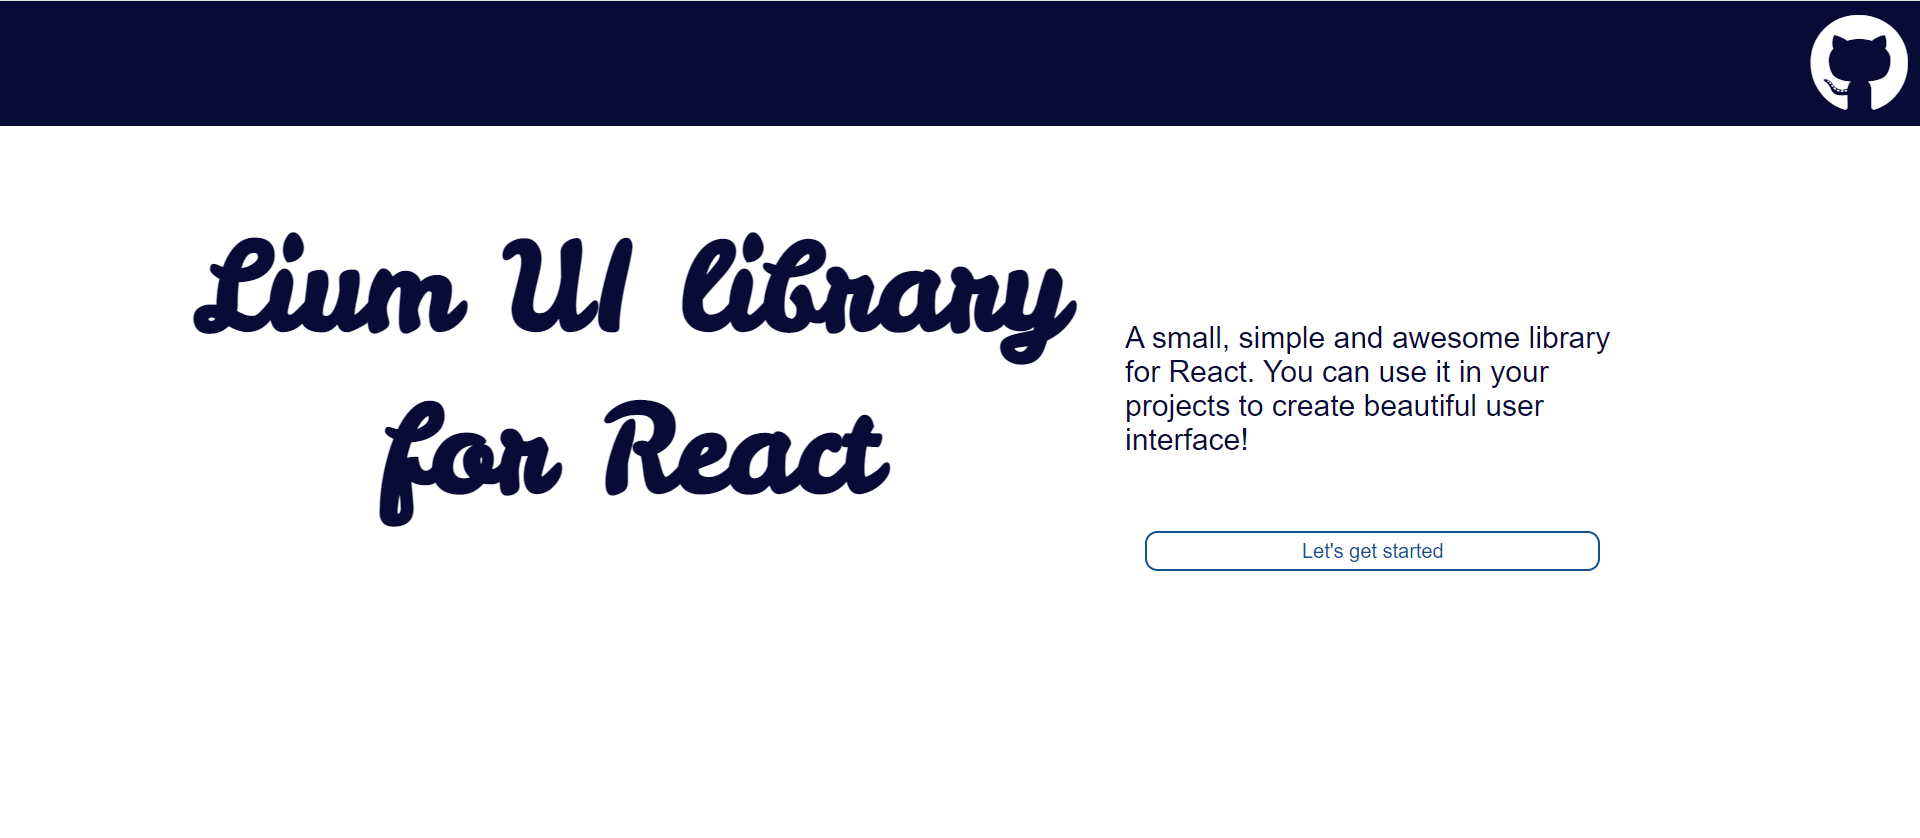 Lium UI library
for React
A small, simple and awesome library
for React. You can use it in your
projects to create beautiful user
interface!
Let's get started